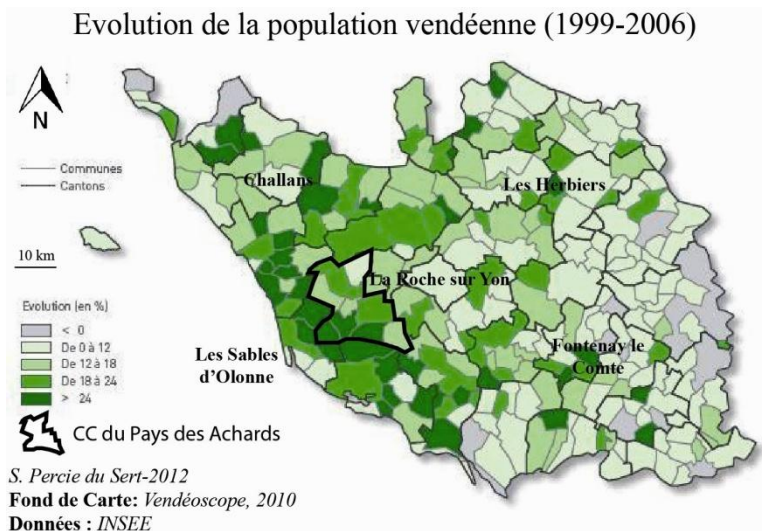 Evolution de la population vendéenne (1999-2006)
N
Communes
Cantons
Challans
Les Herbiers
10 km
La Roche sur Yon
Evolution (en %)
< 0
De 0 à 12
De 12 à 18
De 18 à 24
> 24
Les Sables
d'Olonne
Fontenay le
Comte
CC du Pays des Achards
S. Percie du Sert-2012
Fond de Carte: Vendéoscope, 2010
Données : INSEE